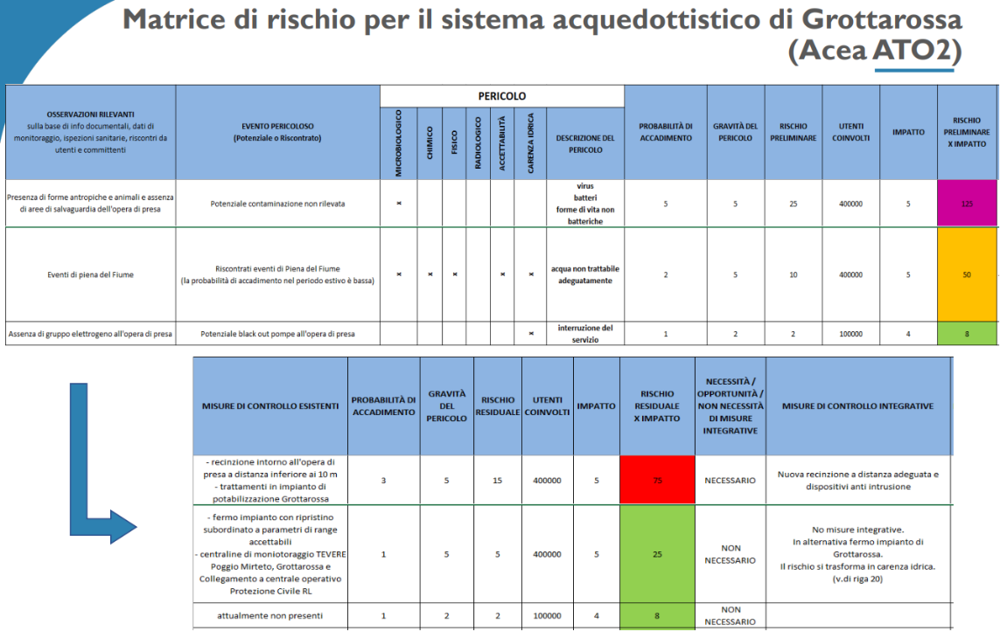 Matrice di rischio per il sistema acquedottistico di Grottarossa
(Acea ATO2)
PERICOLO
OSSERVAZIONI RILEVANTI
sulla base di info documentali, dati di
monitoraggio, ispezioni sanitarie, riscontri da
utenti e committenti
EVENTO PERICOLOSO
(Potenziale o Riscontrato)
MICROBIOLOGICO
CHIMICO
FISICO
RADIOLOGICO
ACCETTABILITÀ
CARENZA IDRICA
DESCRIZIONE DEL
PERICOLO
PROBABILITÀ DI
ACCADIMENTO
GRAVITÀ DEL
PERICOLO
RISCHIO
PRELIMINARE
UTENTI
COINVOLTI
IMPATTO
RISCHIO
PRELIMINARE
X IMPATTO
Presenza di forme antropiche e animali e assenza
di aree di salvaguardia dell'opera di presa
Potenziale contaminazione non rilevata
x
virus
batteri
forme di vita non
batteriche
5
5
25
400000
5
125
Eventi di piena del Fiume
Riscontrati eventi di Piena del Fiume
(la probabilità di accadimento nel periodo estivo è bassa)
x
x
x
x
x
acqua non trattabile
adeguatamente
2
5
10
400000
5
50
Assenza di gruppo elettrogeno all'opera di presa
Potenziale black out pompe all'opera di presa
x
interruzione del
servizio
1
2
2
100000
4
8
MISURE DI CONTROLLO ESISTENTI
PROBABILITÀ DI
ACCADIMENTO
GRAVITÀ
DEL
PERICOLO
RISCHIO
RESIDUALE
UTENTI
COINVOLTI
IMPATTO
RISCHIO
RESIDUALE
X IMPATTO
NECESSITÀ /
OPPORTUNITÀ /
NON NECESSITÀ
DI MISURE
INTEGRATIVE
MISURE DI CONTROLLO INTEGRATIVE
- recinzione intorno all'opera di
presa a distanza inferiore ai 10 m
- trattamenti in impianto di
potabilizzazione Grottarossa
3
5
15
400000
5
75
NECESSARIO
Nuova recinzione a distanza adeguata e
dispositivi anti intrusione
- fermo impianto con ripristino
subordinato a parametri di range
accettabili
- centraline di moniotoraggio TEVERE
Poggio Mirteto, Grottarossa e
Collegamento a centrale operativo
Protezione Civile RL
1
5
5
400000
5
25
NON
NECESSARIO
No misure integrative.
In alternativa fermo impianto di
Grottarossa.
Il rischio si trasforma in carenza idrica.
(v.di riga 20)
attualmente non presenti
1
2
2
100000
4
8
NON
NECESSARIO